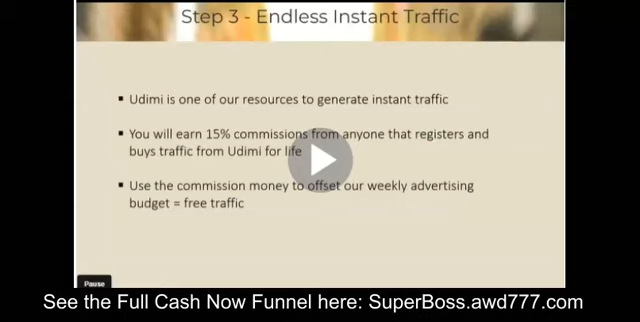 Step 3 - Endless Instant Traffic
▪ Udimi is one of our resources to generate instant traffic
▪ You will earn 15% commissions from anyone that registers and
buys traffic from Udimi for life
▪ Use the commission money to offset our weekly advertising
budget = free traffic
Pause
See the Full Cash Now Funnel here: SuperBoss.awd777.com